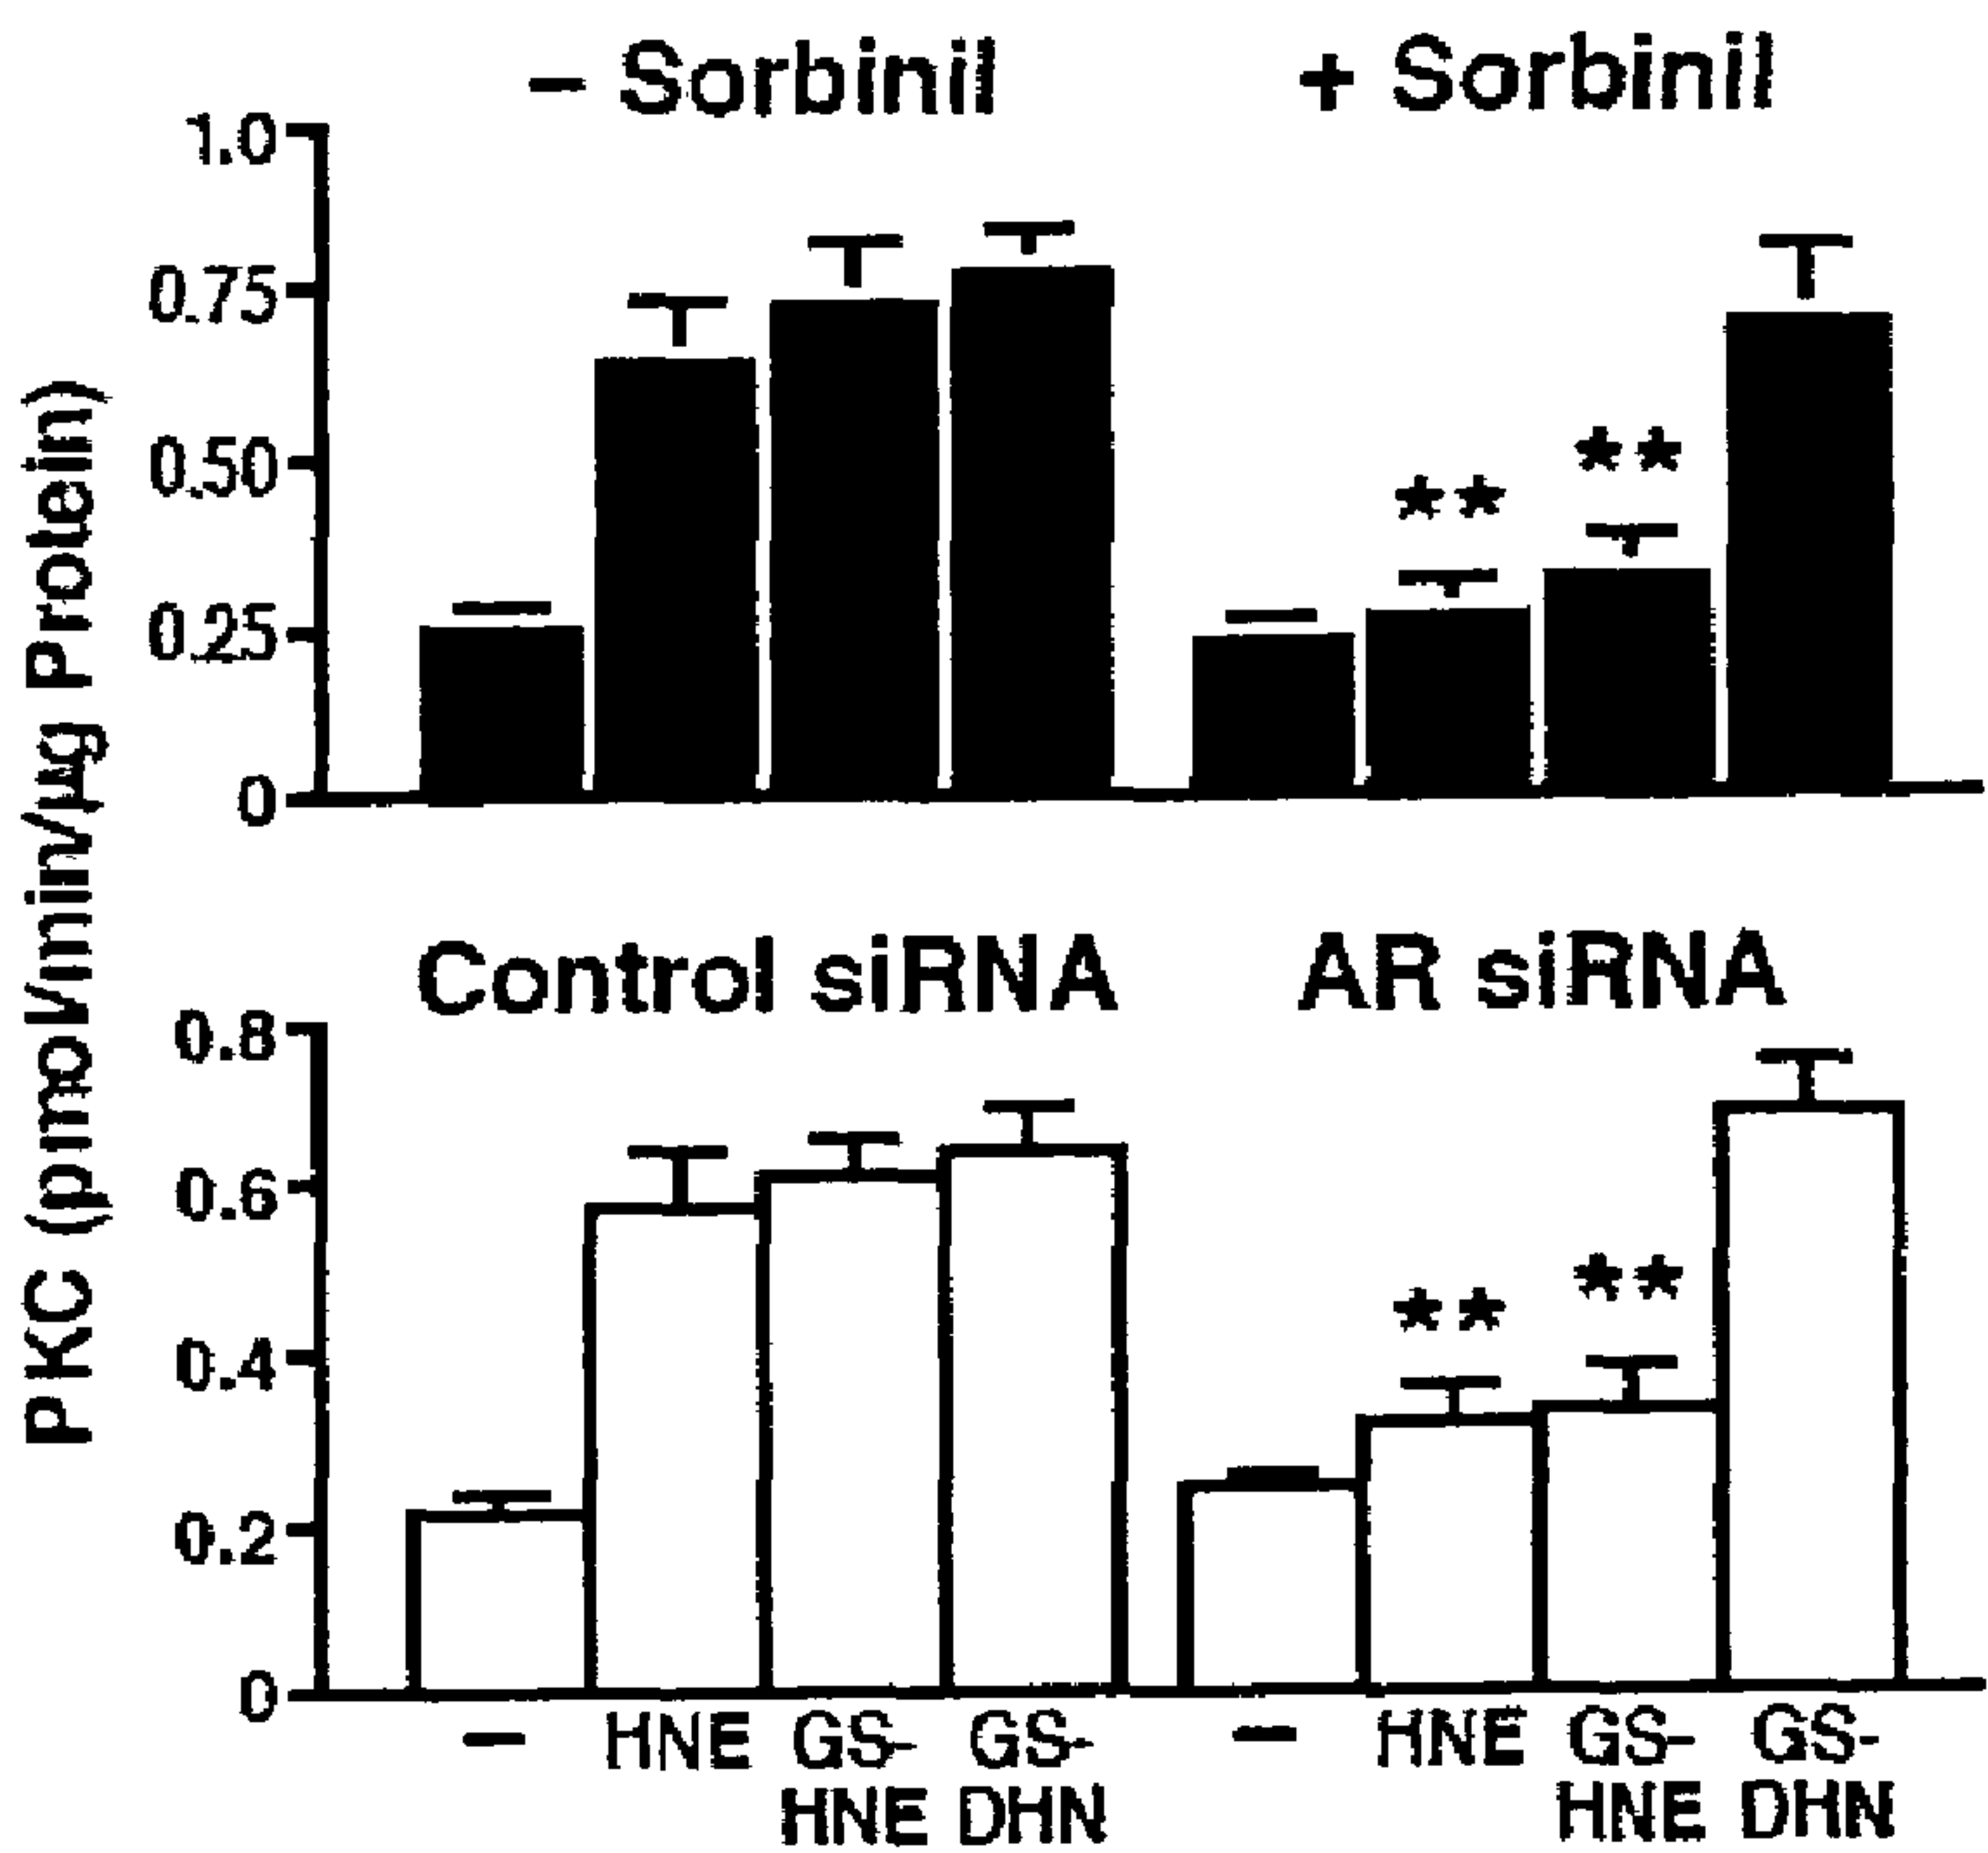 – Sorbinil
+ Sorbinil
1.0
0.75
0.50
0.25
0
**
**
PKC (pmol/min/µg Protein)
Control siRNA
AR siRNA
0.8
0.6
0.4
0.2
0
**
**
– HNE GS- GS- – HNE GS- GS-
HNE DHN HNE DHN